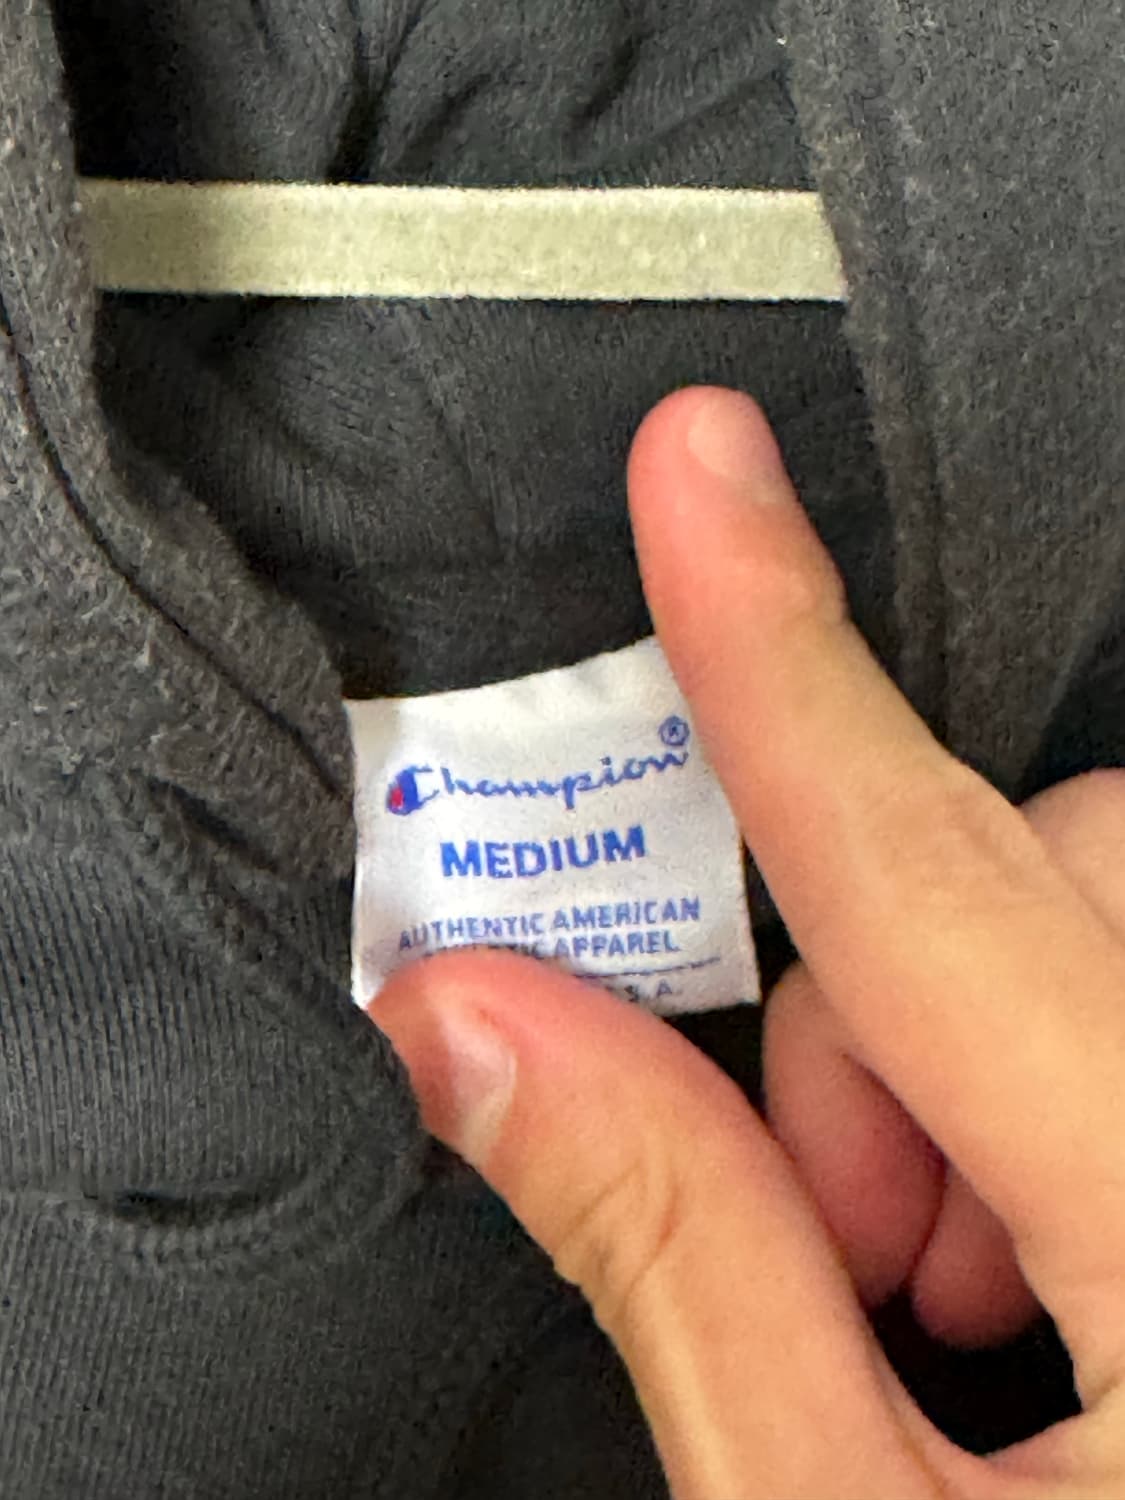 Champion®
MEDIUM
AUTHENTIC AMERICAN
APPAREL
S.A.